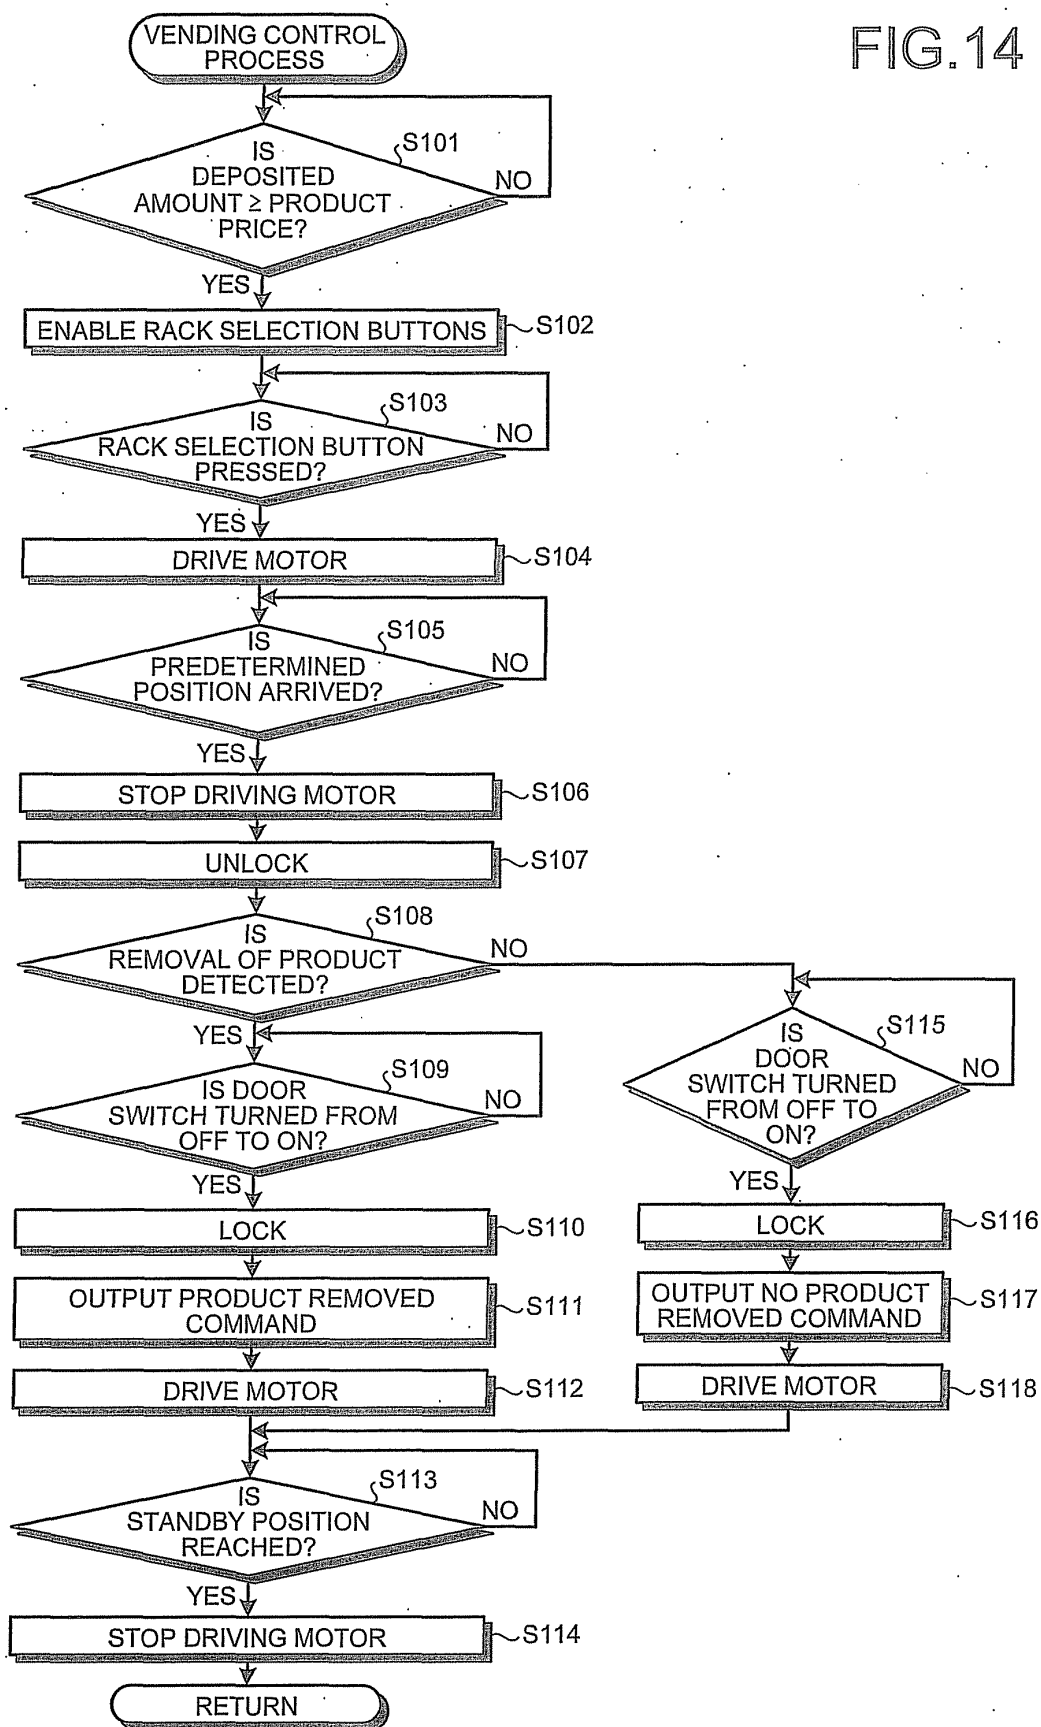 FIG.14
VENDING CONTROL
PROCESS
S101
IS
DEPOSITED
AMOUNT ≥ PRODUCT
PRICE?
NO
YES
ENABLE RACK SELECTION BUTTONS
S102
S103
IS
RACK SELECTION BUTTON
PRESSED?
NO
YES
DRIVE MOTOR
S104
S105
IS
PREDETERMINED
POSITION ARRIVED?
NO
YES
STOP DRIVING MOTOR
S106
UNLOCK
S107
S108
IS
REMOVAL OF PRODUCT
DETECTED?
NO
YES
S109
IS DOOR
SWITCH TURNED FROM
OFF TO ON?
NO
YES
LOCK
S110
OUTPUT PRODUCT REMOVED
COMMAND
S111
DRIVE MOTOR
S112
S115
IS
DOOR
SWITCH TURNED
FROM OFF TO
ON?
NO
YES
LOCK
S116
OUTPUT NO PRODUCT
REMOVED COMMAND
S117
DRIVE MOTOR
S118
S113
IS
STANDBY POSITION
REACHED?
NO
YES
STOP DRIVING MOTOR
S114
RETURN